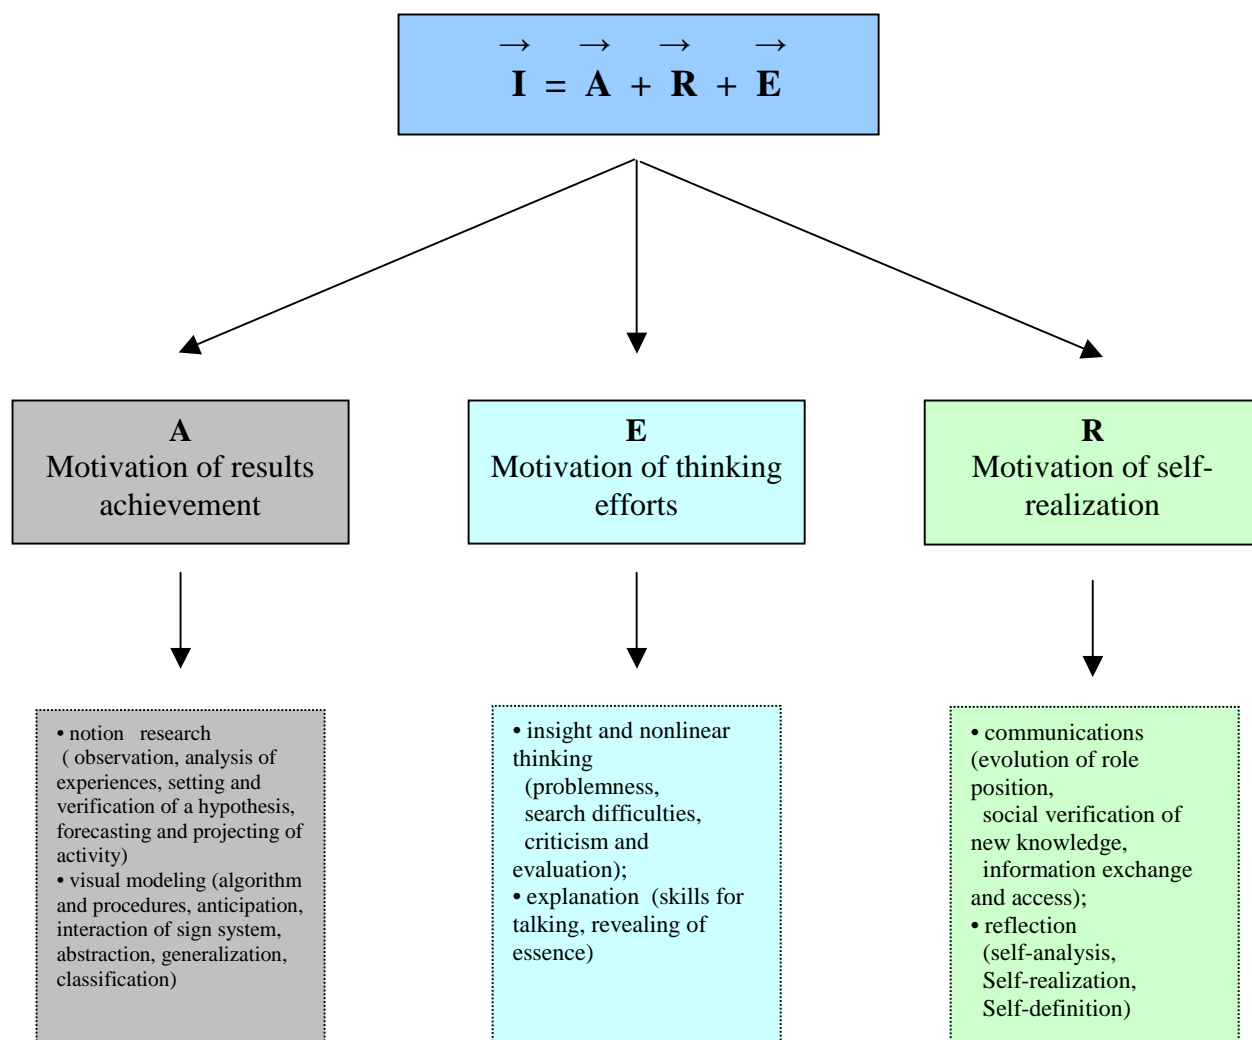 → → → →
I = A + R + E
A
Motivation of results
achievement
E
Motivation of thinking
efforts
R
Motivation of self-
realization
• notion research
( observation, analysis of
experiences, setting and
verification of a hypothesis,
forecasting and projecting of
activity)
• visual modeling (algorithm
and procedures, anticipation,
interaction of sign system,
abstraction, generalization,
classification)
• insight and nonlinear
thinking
(problemness,
search difficulties,
criticism and
evaluation);
• explanation (skills for
talking, revealing of
essence)
• communications
(evolution of role
position,
social verification of
new knowledge,
information exchange
and access);
• reflection
(self-analysis,
Self-realization,
Self-definition)